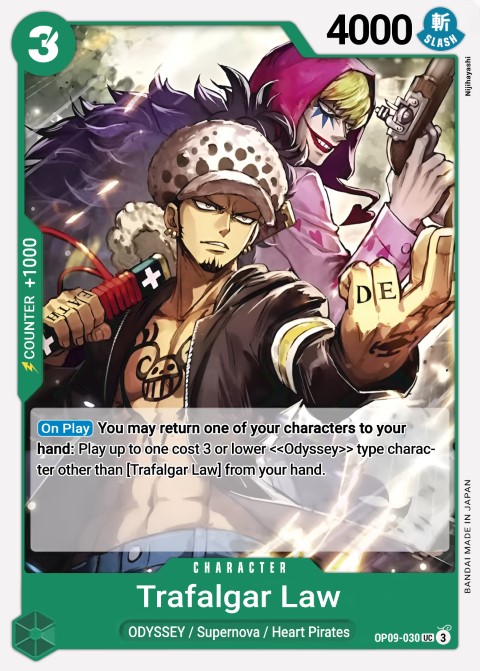 3
4000
斬
SLASH
Nijihayashi
COUNTER +1000
EATH
DE
On Play You may return one of your characters to your
hand: Play up to one cost 3 or lower <<Odyssey>> type charac-
ter other than [Trafalgar Law] from your hand.
BANDAI MADE IN JAPAN
CHARACTER
Trafalgar Law
ODYSSEY / Supernova / Heart Pirates
OP09-030 UC 3